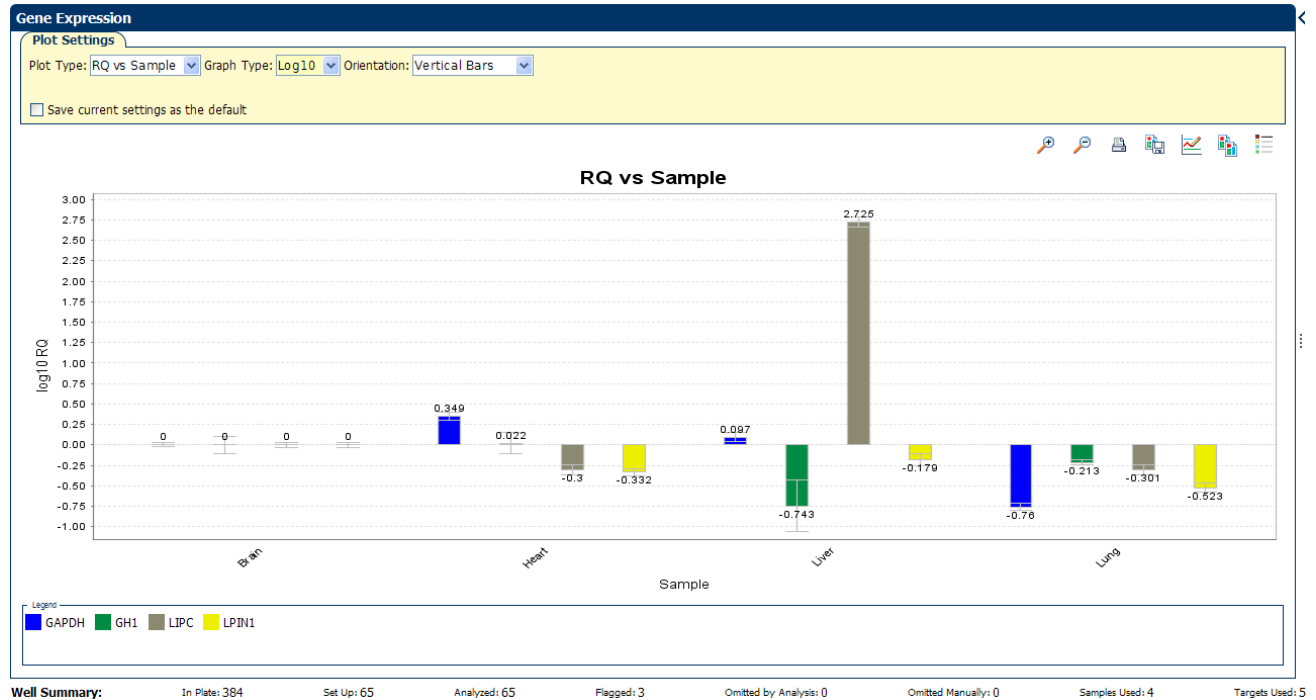 Gene Expression
Plot Settings
Plot Type: RQ vs Sample Graph Type: Log10 Orientation: Vertical Bars
Save current settings as the default
RQ vs Sample
3.00
2.75
2.50
2.25
2.00
1.75
1.50
1.25
1.00
0.75
0.50
0.25
0.00
-0.25
-0.50
-0.75
-1.00
log10 RQ
0 0 0 0
0.349 0.022 -0.3 -0.332
0.097 -0.743 2.725 -0.179
-0.76 -0.213 -0.301 -0.523
Brain Heart Liver Lung
Sample
Legend
GAPDH GH1 LIPC LPIN1
Well Summary: In Plate: 384 Set Up: 65 Analyzed: 65 Flagged: 3 Omitted by Analysis: 0 Omitted Manually: 0 Samples Used: 4 Targets Used: 5